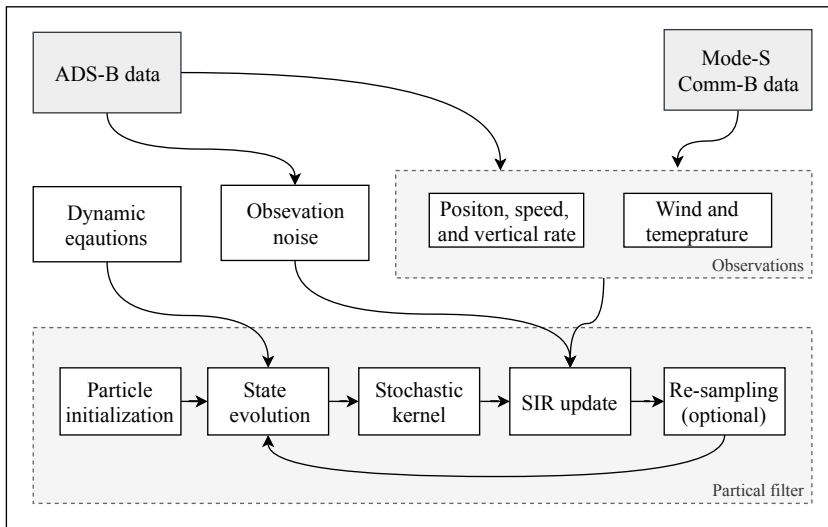 ADS-B data
Mode-S
Comm-B data
Dynamic
eqautions
Obsevation
noise
Positon, speed,
and vertical rate
Wind and
temeprature
Observations
Particle
initialization
State
evolution
Stochastic
kernel
SIR update
Re-sampling
(optional)
Partical filter